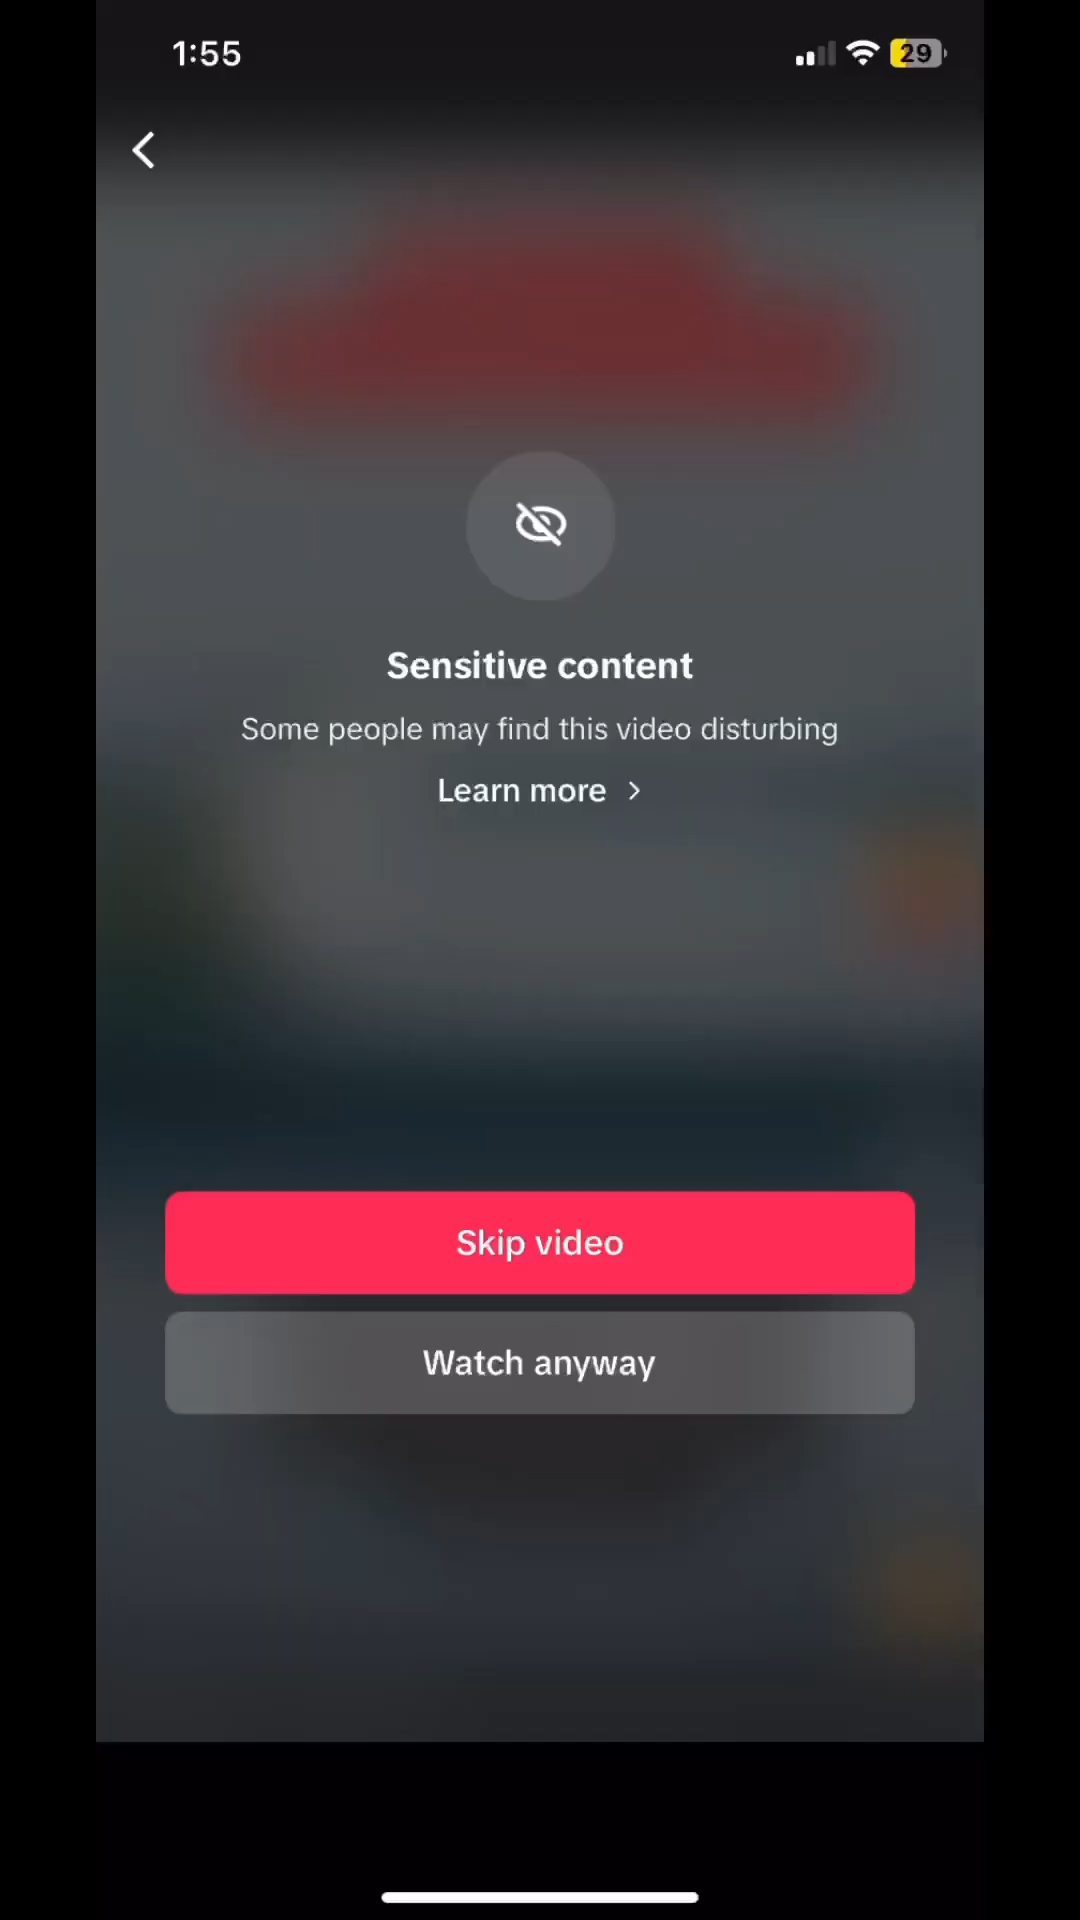 1:55
29
Sensitive content
Some people may find this video disturbing
Learn more
Skip video
Watch anyway